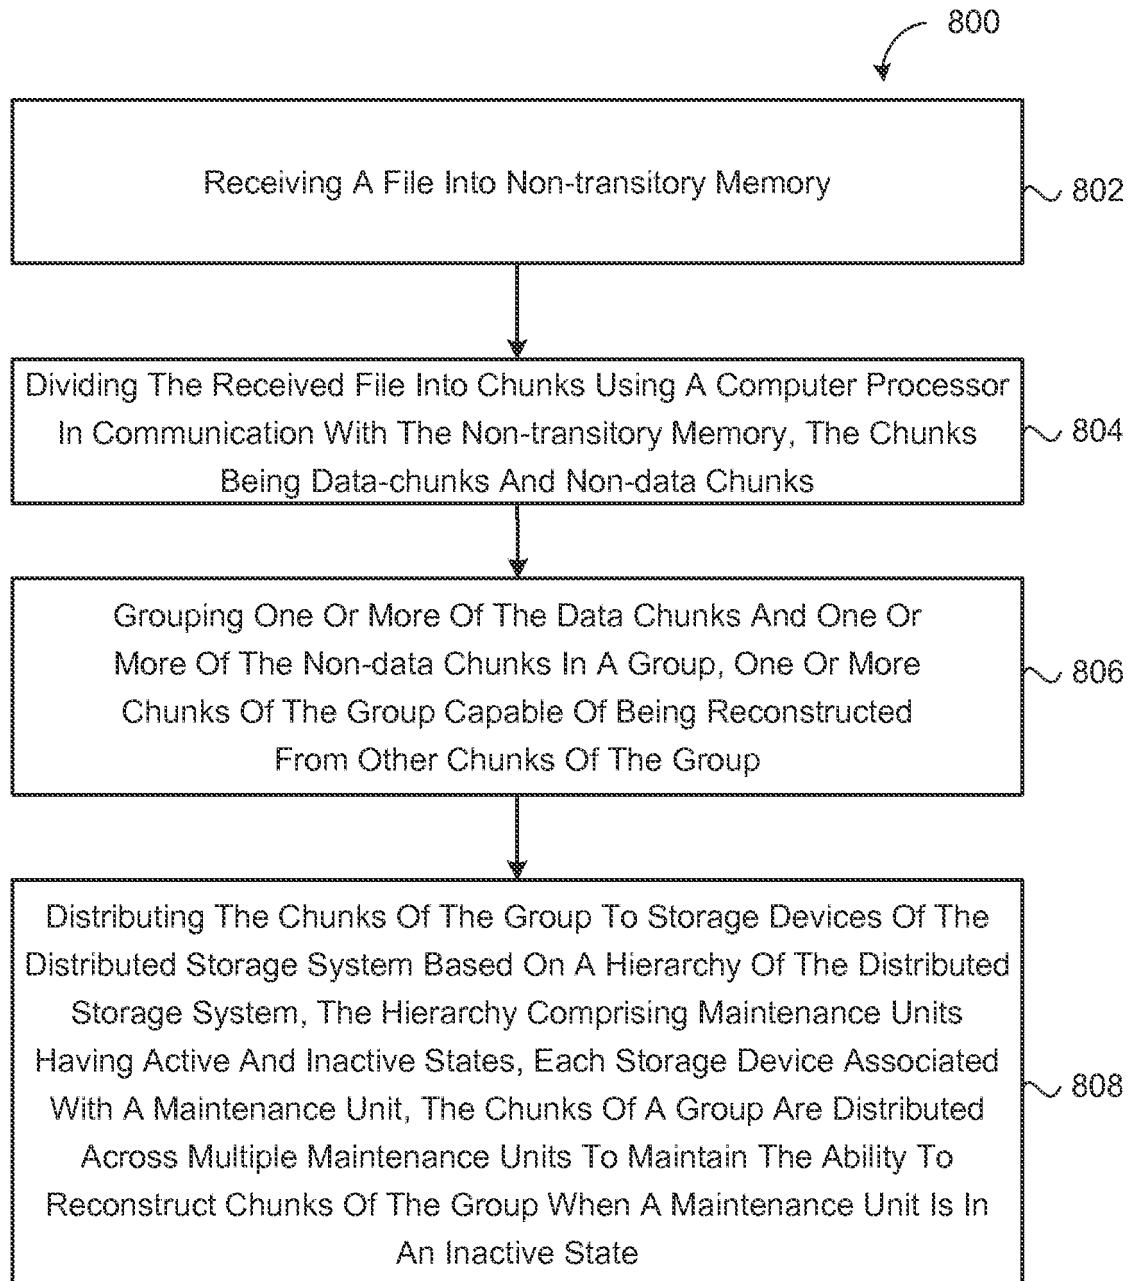 800
Receiving A File Into Non-transitory Memory
802
Dividing The Received File Into Chunks Using A Computer Processor
In Communication With The Non-transitory Memory, The Chunks
Being Data-chunks And Non-data Chunks
804
Grouping One Or More Of The Data Chunks And One Or
More Of The Non-data Chunks In A Group, One Or More
Chunks Of The Group Capable Of Being Reconstructed
From Other Chunks Of The Group
806
Distributing The Chunks Of The Group To Storage Devices Of The
Distributed Storage System Based On A Hierarchy Of The Distributed
Storage System, The Hierarchy Comprising Maintenance Units
Having Active And Inactive States, Each Storage Device Associated
With A Maintenance Unit, The Chunks Of A Group Are Distributed
Across Multiple Maintenance Units To Maintain The Ability To
Reconstruct Chunks Of The Group When A Maintenance Unit Is In
An Inactive State
808